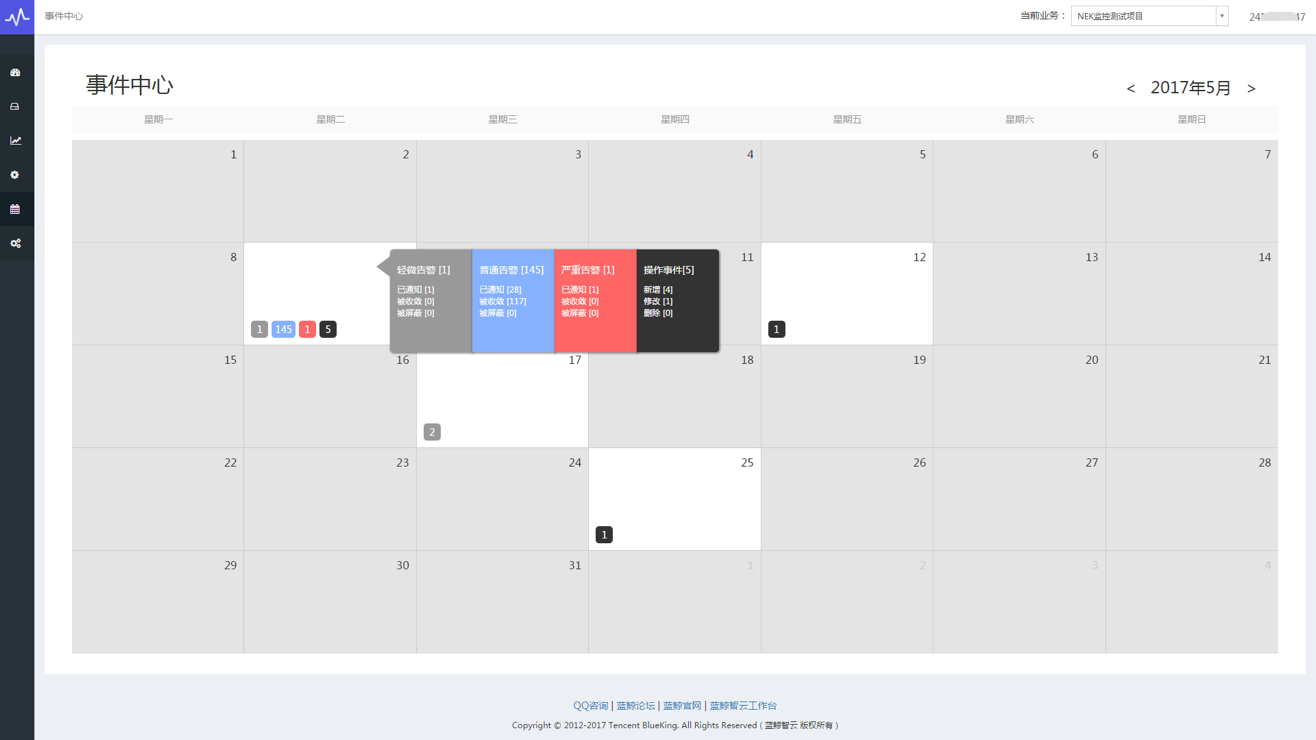 事件中心
当前业务：
NEK监控测试项目
事件中心
< 2017年5月 >
星期一 星期二 星期三 星期四 星期五 星期六 星期日
1 2 3 4 5 6 7
8 11 12 13 14
轻微告警 [1]
已通知 [1]
被收敛 [0]
被屏蔽 [0]
普通告警 [145]
已通知 [28]
被收敛 [117]
被屏蔽 [0]
严重告警 [1]
已通知 [1]
被收敛 [0]
被屏蔽 [0]
操作事件[5]
新增 [4]
修改 [1]
删除 [0]
1 145 1 5
1
15 16 17 18 19 20 21
2
22 23 24 25 26 27 28
1
29 30 31 1 2 3 4
QQ咨询 | 蓝鲸论坛 | 蓝鲸官网 | 蓝鲸智云工作台
Copyright © 2012-2017 Tencent BlueKing. All Rights Reserved ( 蓝鲸智云 版权所有 )